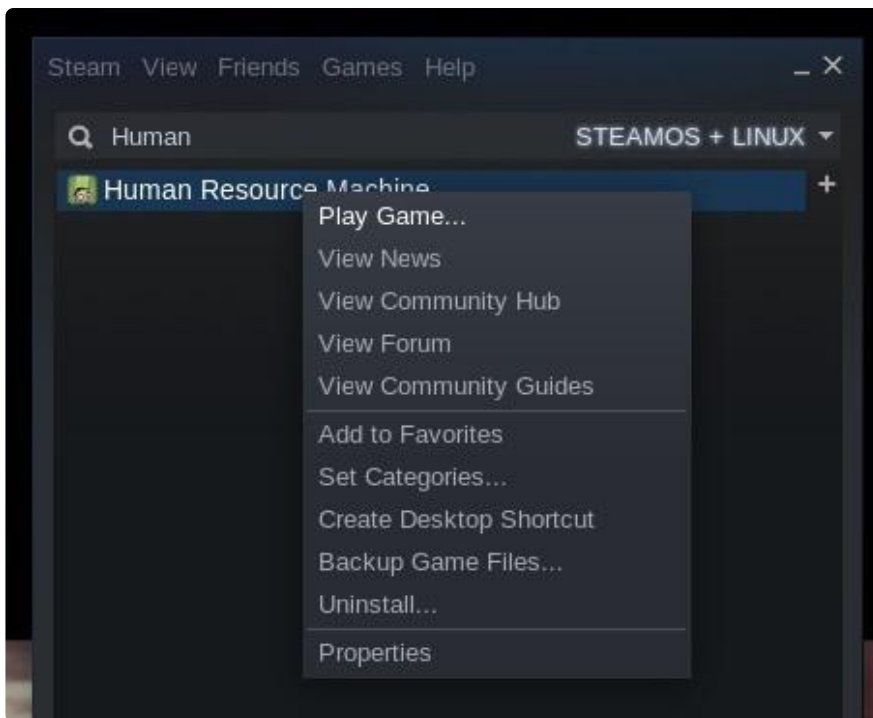 Steam View Friends Games Help
Human STEAMOS + LINUX
Human Resource Machine
Play Game...
View News
View Community Hub
View Forum
View Community Guides
Add to Favorites
Set Categories...
Create Desktop Shortcut
Backup Game Files...
Uninstall...
Properties